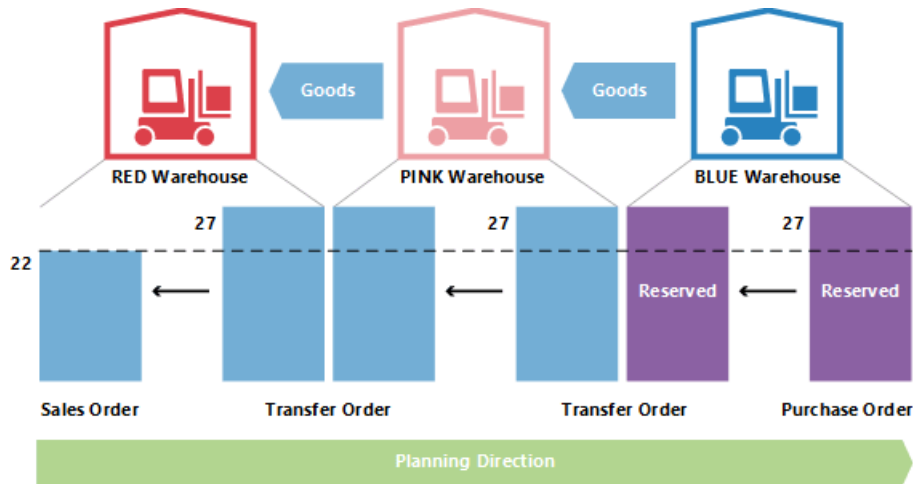 Goods
Goods
RED Warehouse
PINK Warehouse
BLUE Warehouse
27
27
27
22
Reserved
Reserved
Sales Order
Transfer Order
Transfer Order
Purchase Order
Planning Direction